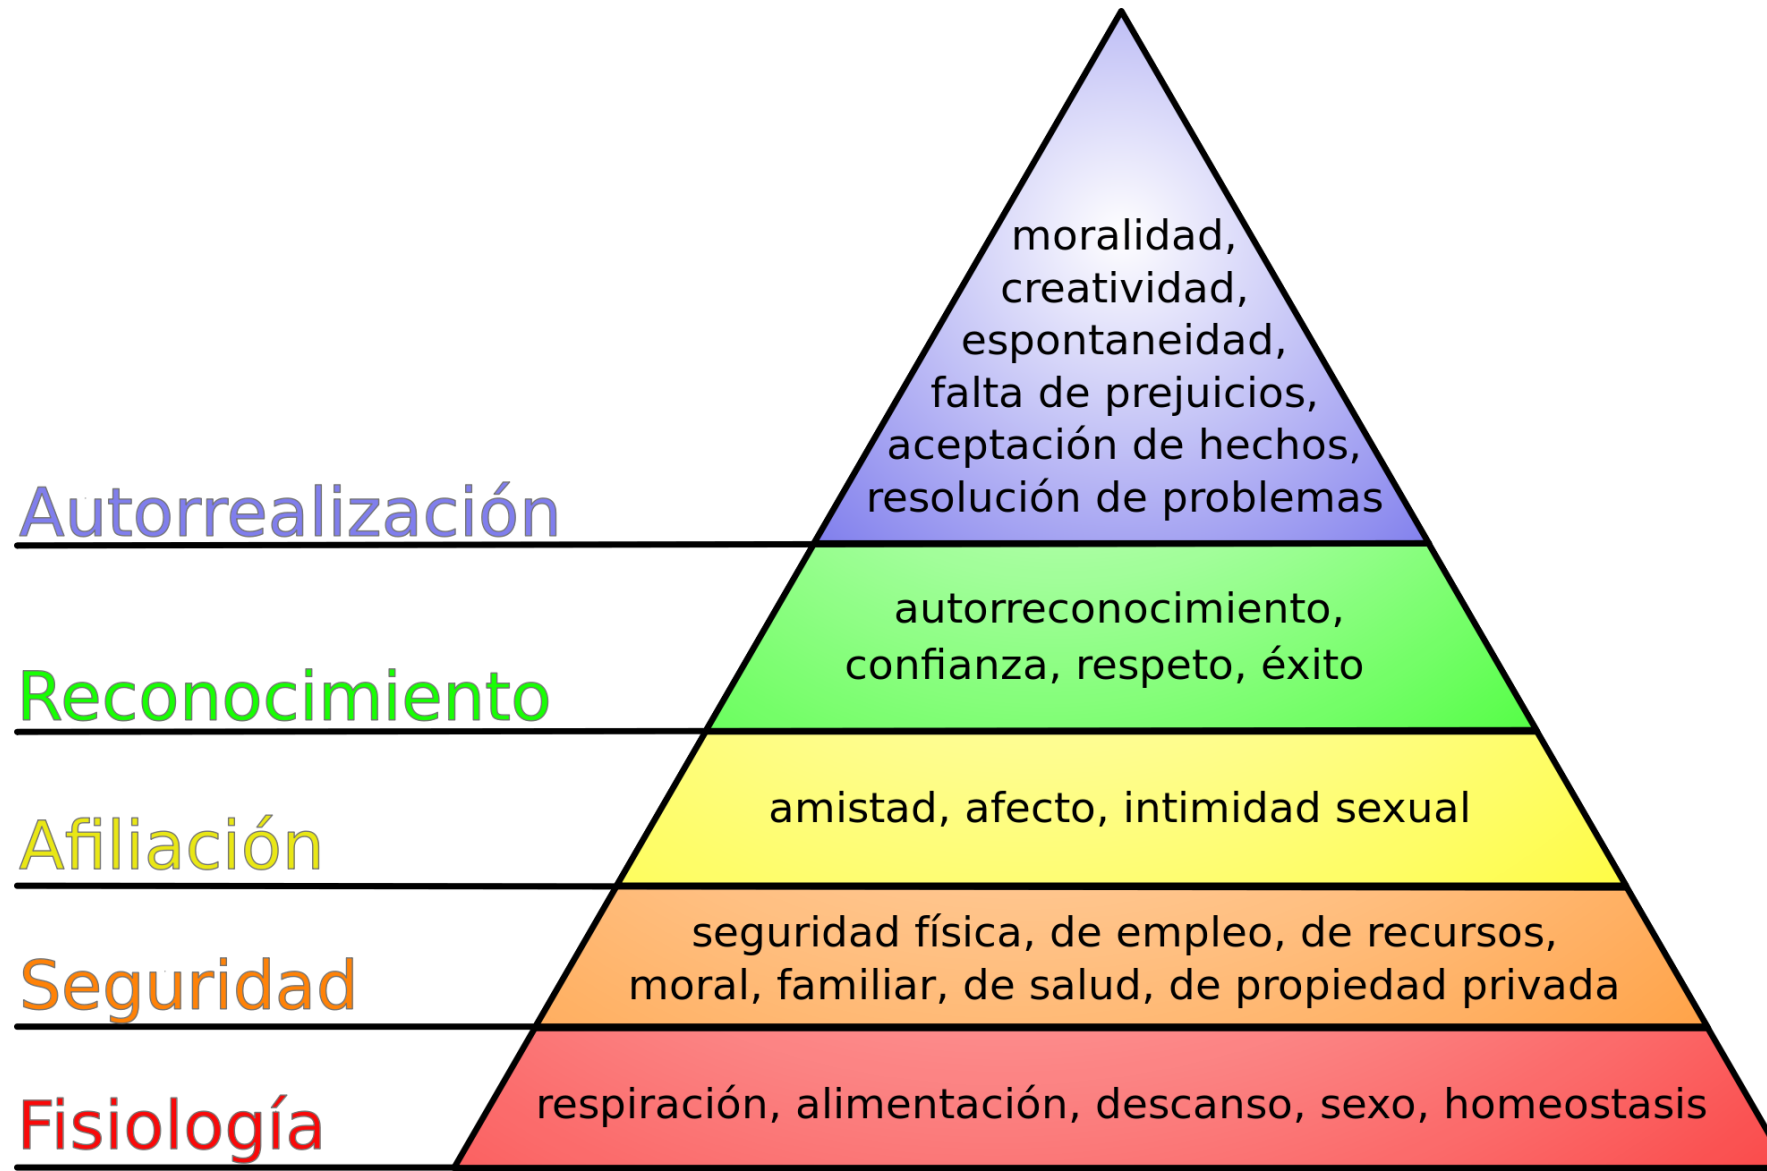 moralidad,
creatividad,
espontaneidad,
falta de prejuicios,
aceptación de hechos,
resolución de problemas
Autorrealización
autorreconocimiento,
confianza, respeto, éxito
Reconocimiento
amistad, afecto, intimidad sexual
Afiliación
seguridad física, de empleo, de recursos,
moral, familiar, de salud, de propiedad privada
Seguridad
respiración, alimentación, descanso, sexo, homeostasis
Fisiología